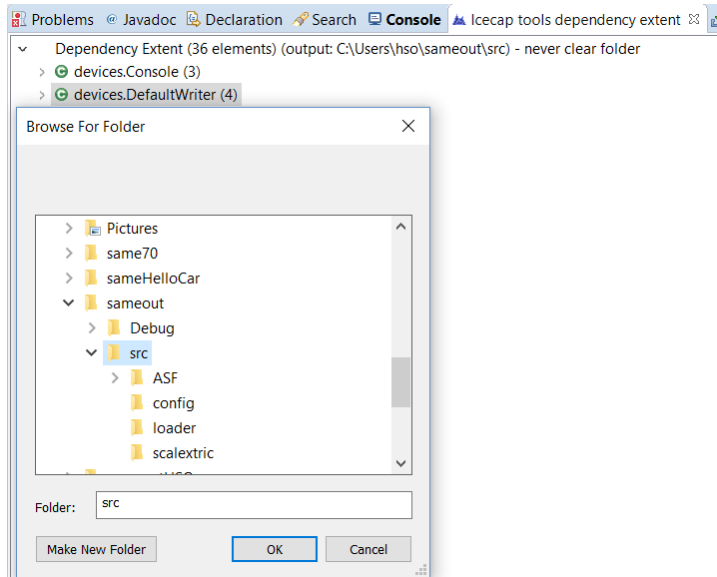 Problems @ Javadoc Declaration Search Console Icecap tools dependency extent
Dependency Extent (36 elements) (output: C:\Users\hso\sameout\src) - never clear folder
devices.Console (3)
devices.DefaultWriter (4)
Browse For Folder
Pictures
same70
sameHelloCar
sameout
Debug
src
ASF
config
loader
scalextric
Folder: src
Make New Folder OK Cancel